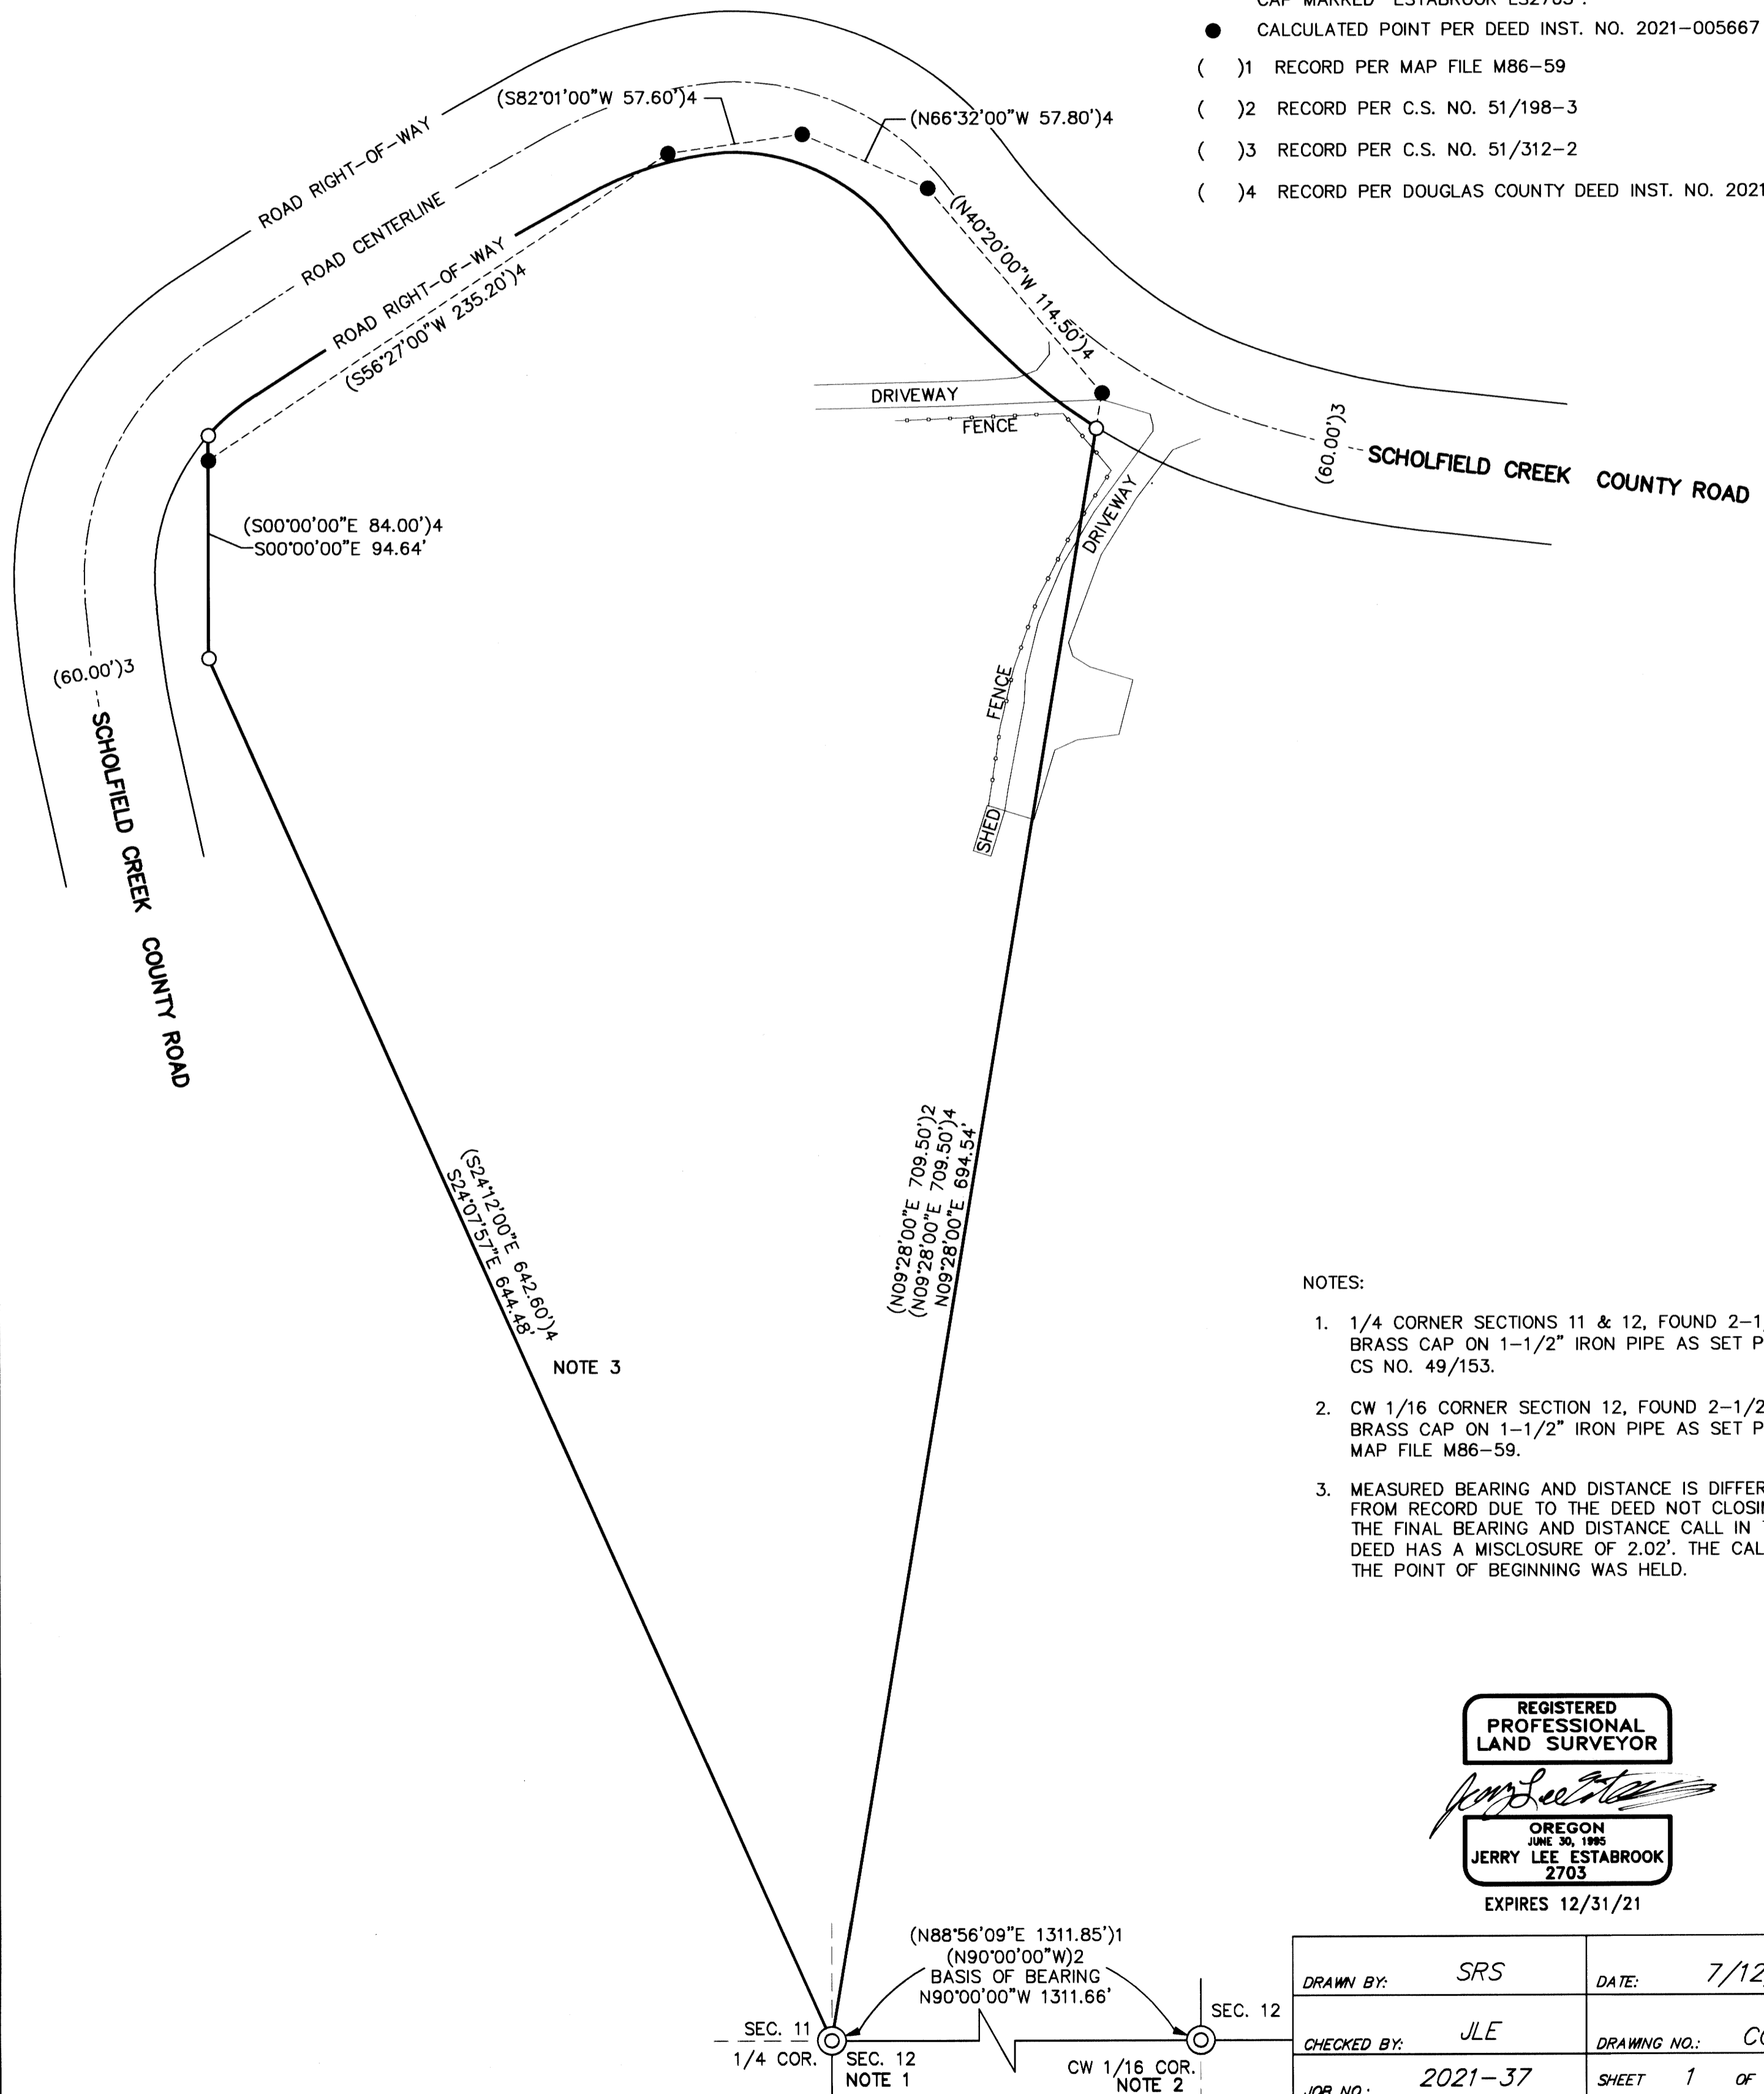 CAP MARKED "ESTABROOK LS2703".
● CALCULATED POINT PER DEED INST. NO. 2021-005667
( )1 RECORD PER MAP FILE M86-59
( )2 RECORD PER C.S. NO. 51/198-3
( )3 RECORD PER C.S. NO. 51/312-2
( )4 RECORD PER DOUGLAS COUNTY DEED INST. NO. 2021
(S82°01'00"W 57.60')4
(N66°32'00"W 57.80')4
ROAD RIGHT-OF-WAY
ROAD CENTERLINE
ROAD RIGHT-OF-WAY
(S56°27'00"W 235.20')4
(N40°20'00"W 114.50')4
DRIVEWAY
FENCE
(60.00')3
SCHOLFIELD CREEK COUNTY ROAD
DRIVEWAY
(S00°00'00"E 84.00')4
S00°00'00"E 94.64'
(60.00')3
FENCE
SHED
SCHOLFIELD CREEK COUNTY ROAD
(S24°12'00"E 642.60')4
S24°07'57"E 644.48'
NOTE 3
(N09°28'00"E 709.50')2
(N09°28'00"E 709.50')4
N09°28'00"E 694.54'
NOTES:
1. 1/4 CORNER SECTIONS 11 & 12, FOUND 2-1
BRASS CAP ON 1-1/2" IRON PIPE AS SET P
CS NO. 49/153.
2. CW 1/16 CORNER SECTION 12, FOUND 2-1/2
BRASS CAP ON 1-1/2" IRON PIPE AS SET P
MAP FILE M86-59.
3. MEASURED BEARING AND DISTANCE IS DIFFER
FROM RECORD DUE TO THE DEED NOT CLOSI
THE FINAL BEARING AND DISTANCE CALL IN
DEED HAS A MISCLOSURE OF 2.02'. THE CAL
THE POINT OF BEGINNING WAS HELD.
REGISTERED
PROFESSIONAL
LAND SURVEYOR
OREGON
JUNE 30, 1995
JERRY LEE ESTABROOK
2703
EXPIRES 12/31/21
(N88°56'09"E 1311.85')1
(N90°00'00"W)2
BASIS OF BEARING
N90°00'00"W 1311.66'
SEC. 11
1/4 COR.
SEC. 12
NOTE 1
SEC. 12
CW 1/16 COR.
NOTE 2
DRAWN BY: SRS DATE: 7/12
CHECKED BY: JLE DRAWING NO.: CO
JOB NO.: 2021-37 SHEET 1 OF